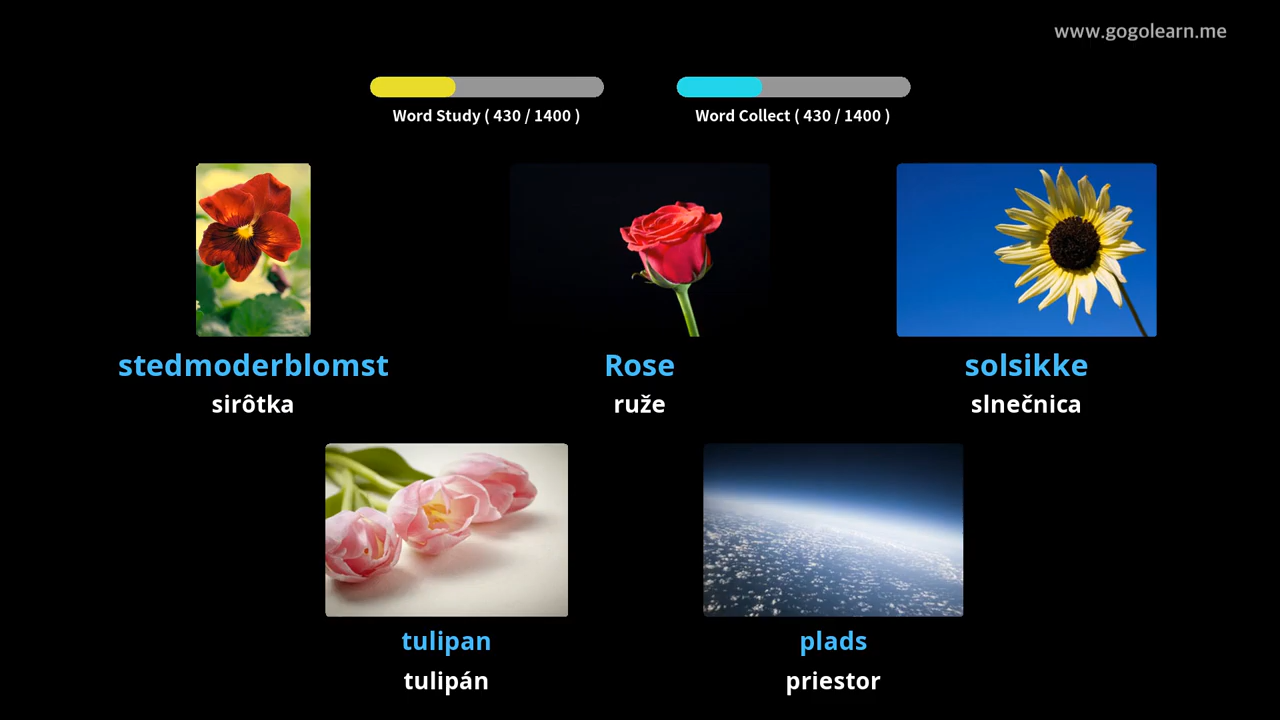 www.gogolearn.me
Word Study ( 430 / 1400 )
Word Collect ( 430 / 1400 )
stedmoderblomst
sirôtka
Rose
ruže
solsikke
slnečnica
tulipan
tulipán
plads
priestor